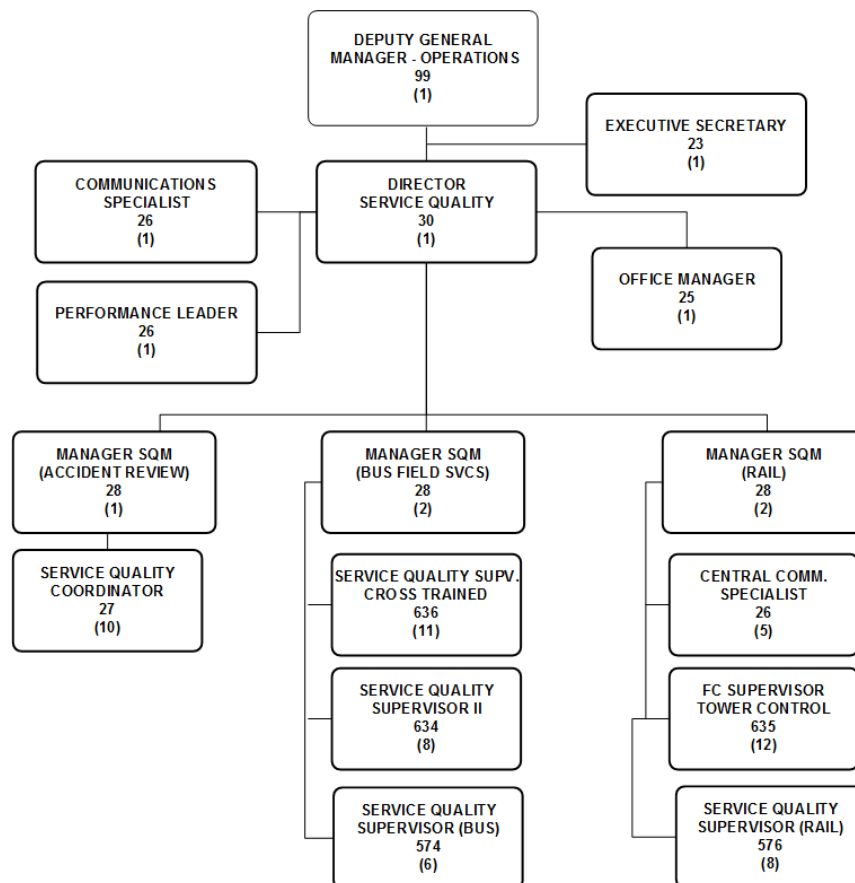 DEPUTY GENERAL
MANAGER - OPERATIONS
99
(1)
EXECUTIVE SECRETARY
23
(1)
COMMUNICATIONS
SPECIALIST
26
(1)
DIRECTOR
SERVICE QUALITY
30
(1)
OFFICE MANAGER
25
(1)
PERFORMANCE LEADER
26
(1)
MANAGER SQM
(ACCIDENT REVIEW)
28
(1)
SERVICE QUALITY
COORDINATOR
27
(10)
MANAGER SQM
(BUS FIELD SVCS)
28
(2)
SERVICE QUALITY SUPV.
CROSS TRAINED
636
(11)
SERVICE QUALITY
SUPERVISOR II
634
(8)
SERVICE QUALITY
SUPERVISOR (BUS)
574
(6)
MANAGER SQM
(RAIL)
28
(2)
CENTRAL COMM.
SPECIALIST
26
(5)
FC SUPERVISOR
TOWER CONTROL
635
(12)
SERVICE QUALITY
SUPERVISOR (RAIL)
576
(8)